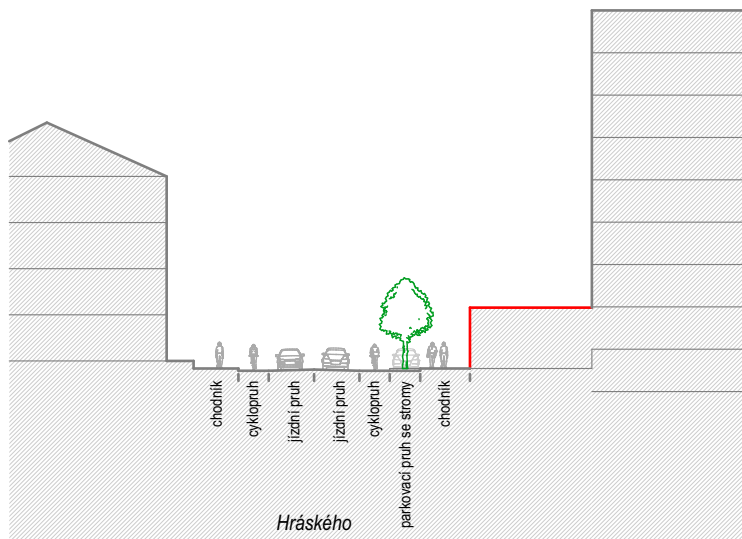 chodník
cyklopruh
jízdní pruh
jízdní pruh
cyklopruh
parkovací pruh se stromy
chodník
Hráského